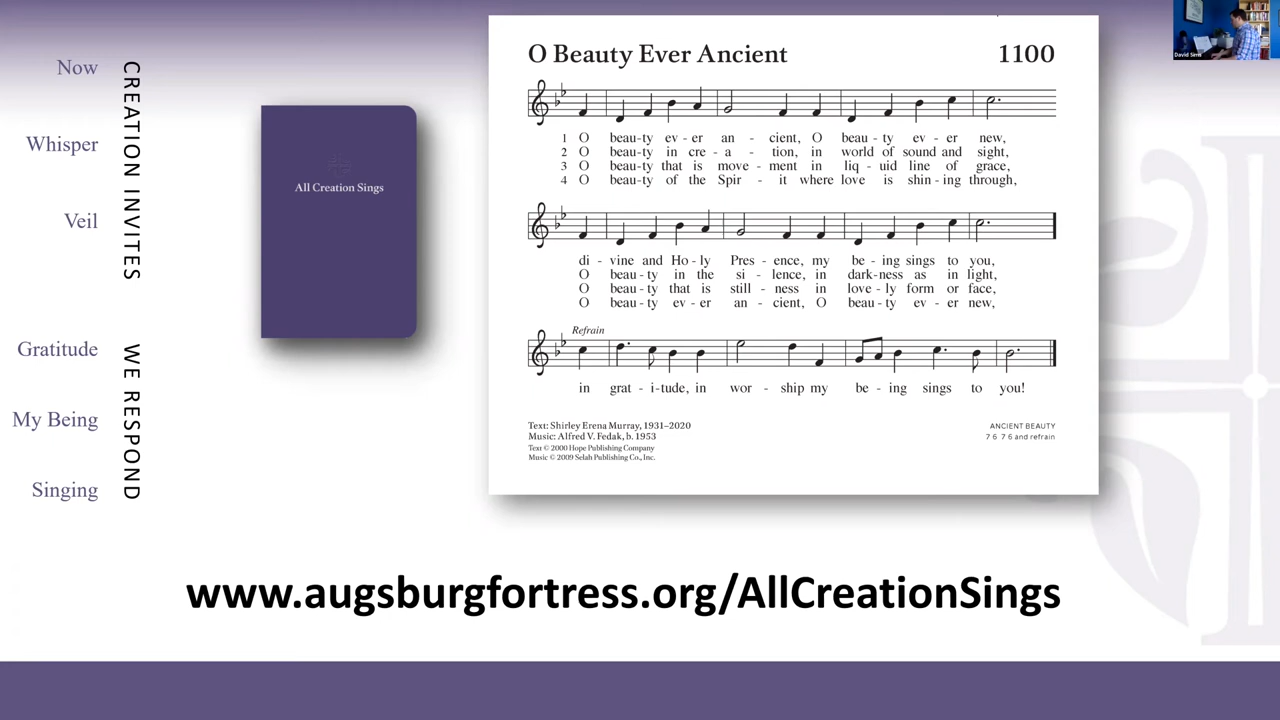 Now
Whisper
Veil
Gratitude
My Being
Singing
CREATION INVITES
WE RESPOND
All Creation Sings
O Beauty Ever Ancient 1100
1 O beau-ty ev - er an - cient, O beau - ty ev - er new,
2 O beau-ty in cre - a - tion, in world of sound and sight,
3 O beau-ty that is move - ment in liq - uid line of grace,
4 O beau-ty of the Spir - it where love is shin - ing through,
di - vine and Ho - ly Pres - ence, my be - ing sings to you,
O beau - ty in the si - lence, in dark-ness as in light,
O beau - ty that is still - ness in love - ly form or face,
O beau - ty ev - er an - cient, O beau - ty ev - er new,
Refrain
in grat - i-tude, in wor - ship my be - ing sings to you!
Text: Shirley Erena Murray, 1931–2020
Music: Alfred V. Fedak, b. 1953
Text © 2000 Hope Publishing Company
Music © 2009 Selah Publishing Co., Inc.
ANCIENT BEAUTY
7 6 7 6 and refrain
www.augsburgfortress.org/AllCreationSings
David Sims